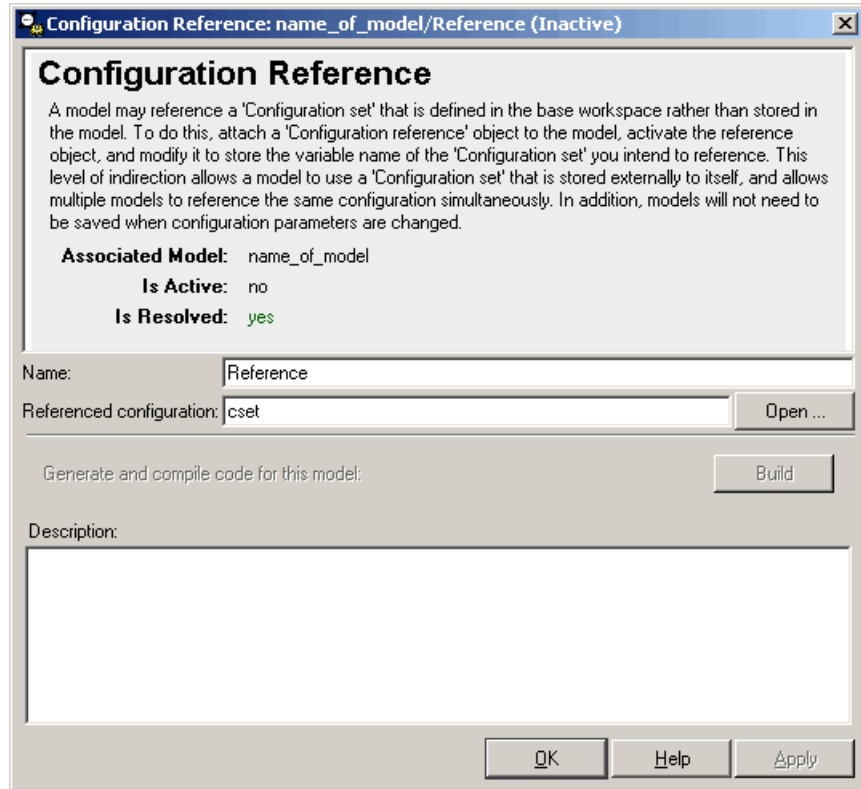 Configuration Reference: name_of_model/Reference (Inactive)
Configuration Reference
A model may reference a 'Configuration set' that is defined in the base workspace rather than stored in
the model. To do this, attach a 'Configuration reference' object to the model, activate the reference
object, and modify it to store the variable name of the 'Configuration set' you intend to reference. This
level of indirection allows a model to use a 'Configuration set' that is stored externally to itself, and allows
multiple models to reference the same configuration simultaneously. In addition, models will not need to
be saved when configuration parameters are changed.
Associated Model: name_of_model
Is Active: no
Is Resolved: yes
Name: Reference
Referenced configuration: cset Open ...
Generate and compile code for this model: Build
Description:
OK Help Apply